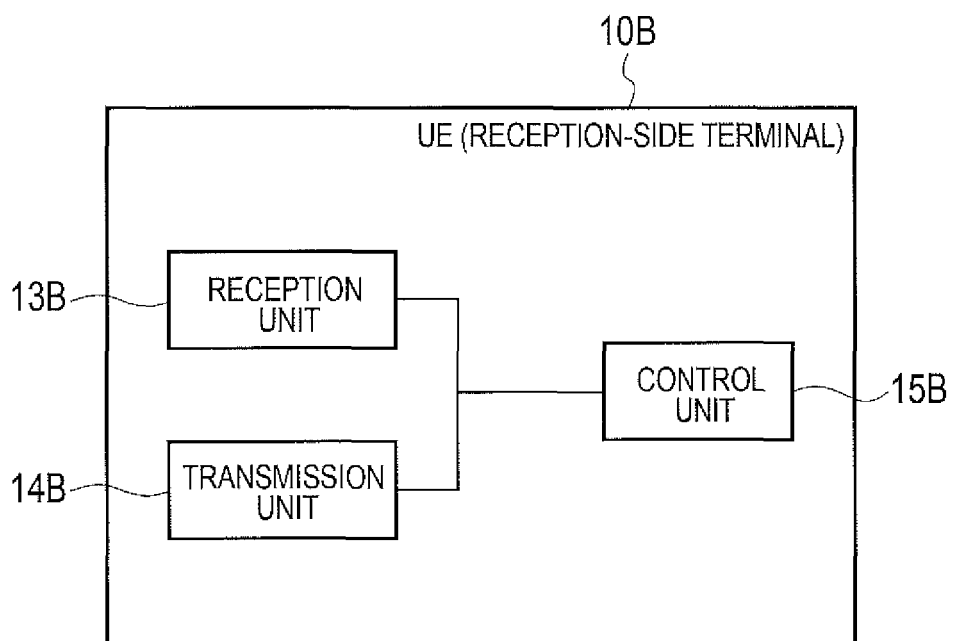 10B
UE (RECEPTION-SIDE TERMINAL)
13B
RECEPTION
UNIT
CONTROL
UNIT
15B
14B
TRANSMISSION
UNIT